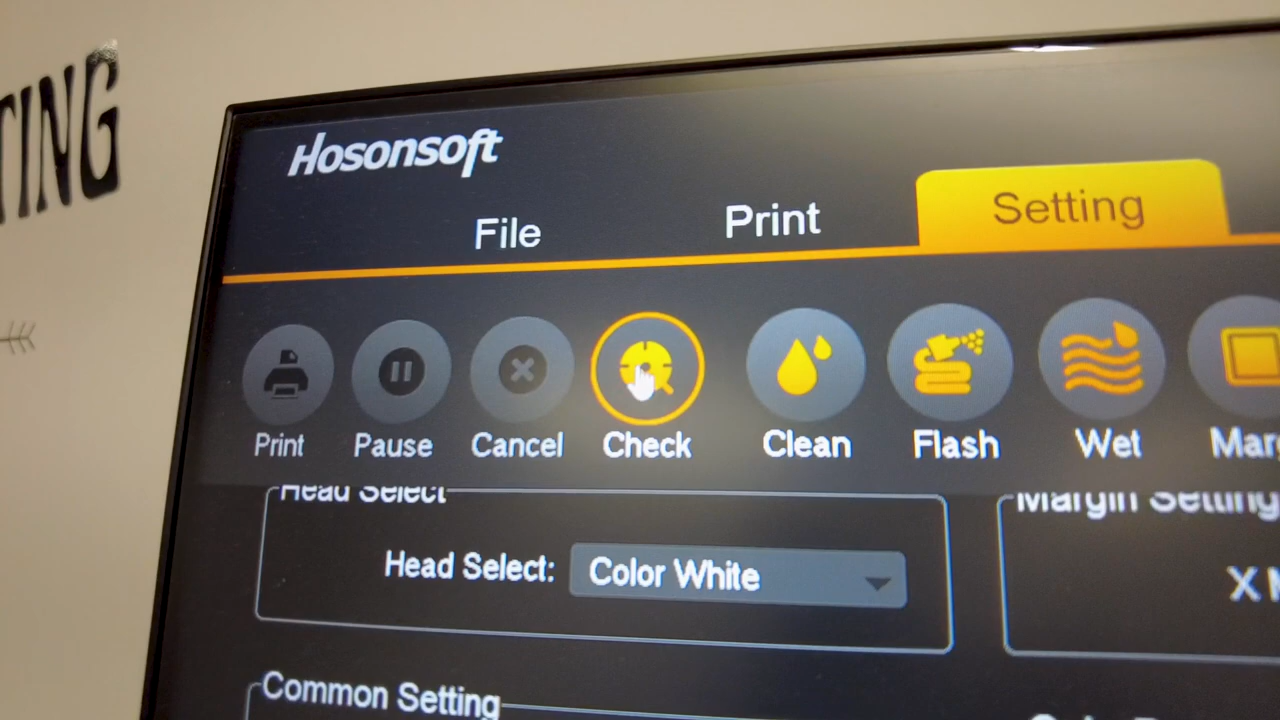 TING
Hosonsoft
File Print Setting
Print Pause Cancel Check Clean Flash Wet
Head Select Margin Setting
Head Select: Color White X
Common Setting